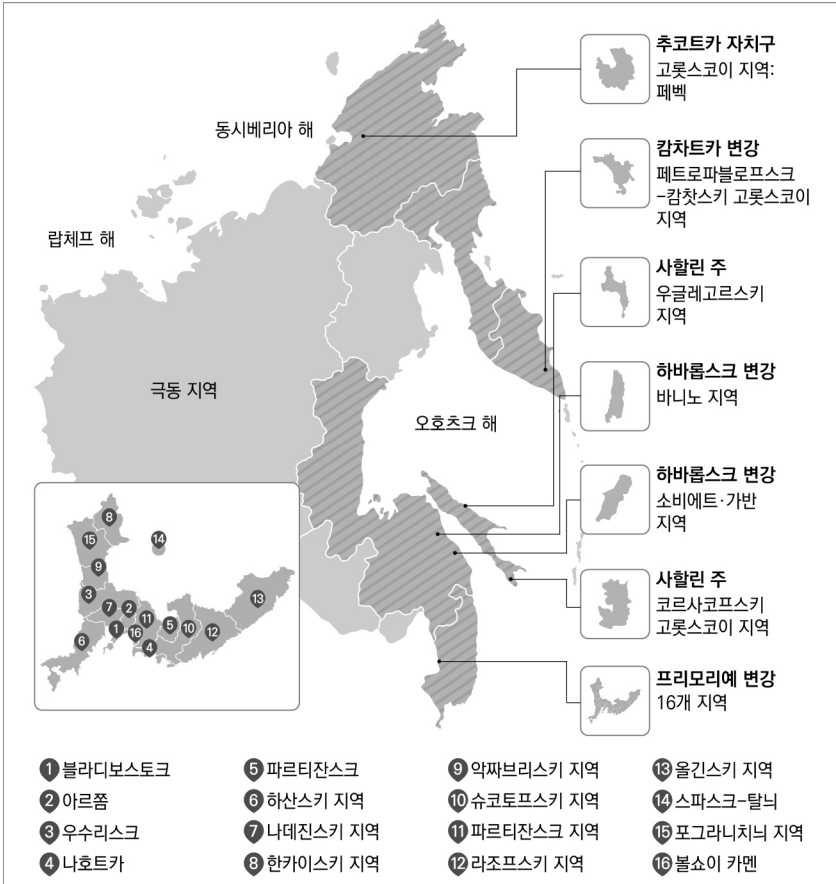 추코트카 자치구
고롯스코이 지역:
페벡
동시베리아 해
캄차트카 변강
페트로파블로프스크
-캄찻스키 고롯스코이
지역
랍체프 해
사할린 주
우글레고르스키
지역
극동 지역
하바롭스크 변강
바니노 지역
오호츠크 해
하바롭스크 변강
소비에트·가반
지역
사할린 주
코르사코프스키
고롯스코이 지역
프리모리예 변강
16개 지역
8
15
14
9
3
7
2
11
13
1
16
5
10
12
6
4
1 블라디보스토크
2 아르쫌
3 우수리스크
4 나호트카
5 파르티잔스크
6 하산스키 지역
7 나데진스키 지역
8 한카이스키 지역
9 악짜브리스키 지역
10 슈코토프스키 지역
11 파르티잔스크 지역
12 라조프스키 지역
13 올긴스키 지역
14 스파스크-탈늬
15 포그라니치늬 지역
16 볼쇼이 카멘